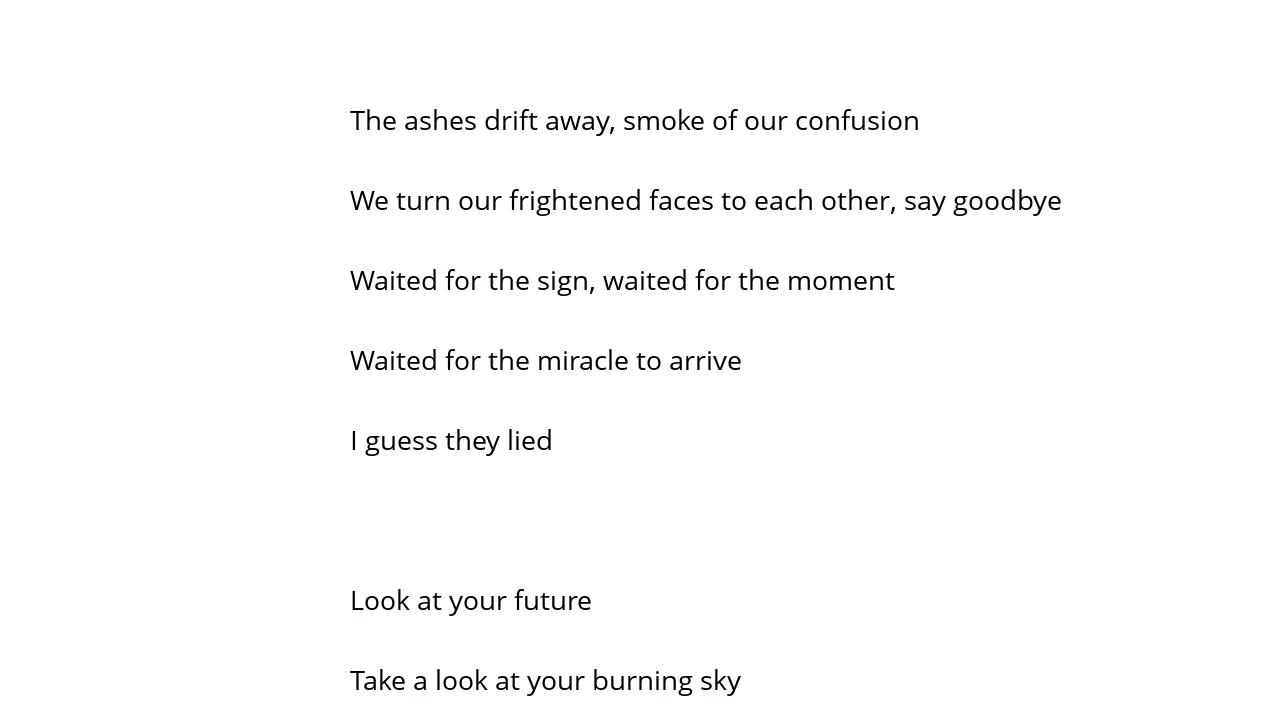 The ashes drift away, smoke of our confusion
We turn our frightened faces to each other, say goodbye
Waited for the sign, waited for the moment
Waited for the miracle to arrive
I guess they lied
Look at your future
Take a look at your burning sky